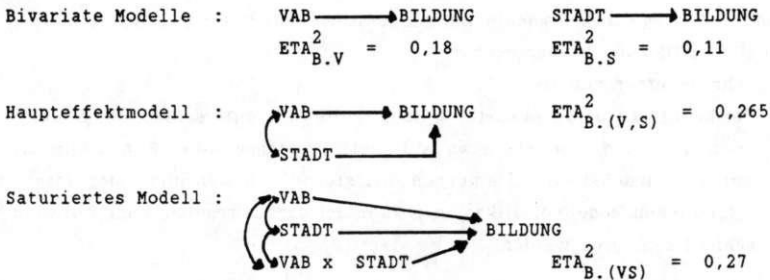 Bivariate Modelle : VAB BILDUNG STADT BILDUNG
ETA²B.V = 0,18 ETA²B.S = 0,11
Haupteffektmodell : VAB BILDUNG ETA²B.(V,S) = 0,265
STADT
Saturiertes Modell : VAB
STADT BILDUNG
VAB x STADT ETA²B.(VS) = 0,27